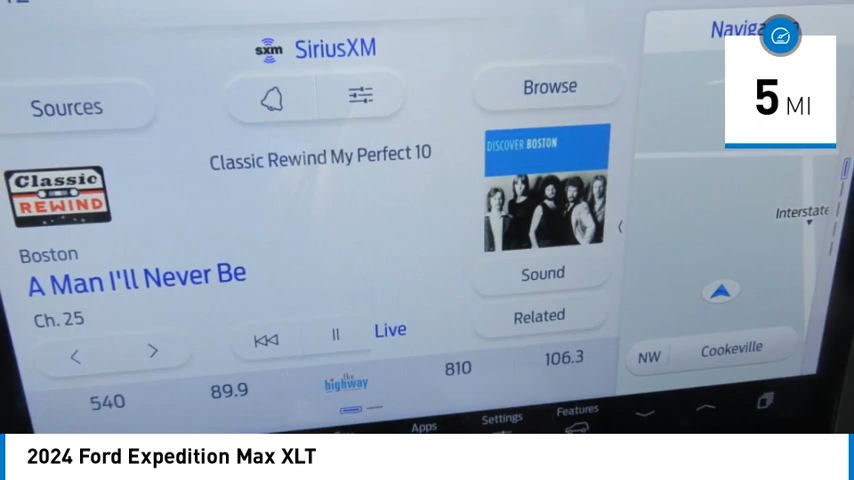 sxm SiriusXM
Naviga
5 MI
Sources
Browse
Classic Rewind My Perfect 10
DISCOVER BOSTON
Classic
REWIND
Interstate
Boston
A Man I'll Never Be
Sound
Ch. 25
Related
Live
NW Cookeville
540 89.9 the highway 810 106.3
Apps Settings Features
2024 Ford Expedition Max XLT